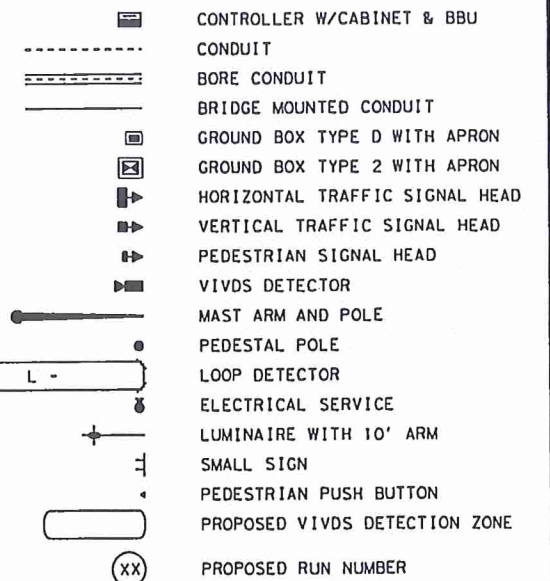 CONTROLLER W/CABINET & BBU
CONDUIT
BORE CONDUIT
BRIDGE MOUNTED CONDUIT
GROUND BOX TYPE D WITH APRON
GROUND BOX TYPE 2 WITH APRON
HORIZONTAL TRAFFIC SIGNAL HEAD
VERTICAL TRAFFIC SIGNAL HEAD
PEDESTRIAN SIGNAL HEAD
VIVDS DETECTOR
MAST ARM AND POLE
PEDESTAL POLE
L - LOOP DETECTOR
ELECTRICAL SERVICE
LUMINAIRE WITH 10' ARM
SMALL SIGN
PEDESTRIAN PUSH BUTTON
PROPOSED VIVDS DETECTION ZONE
XX PROPOSED RUN NUMBER